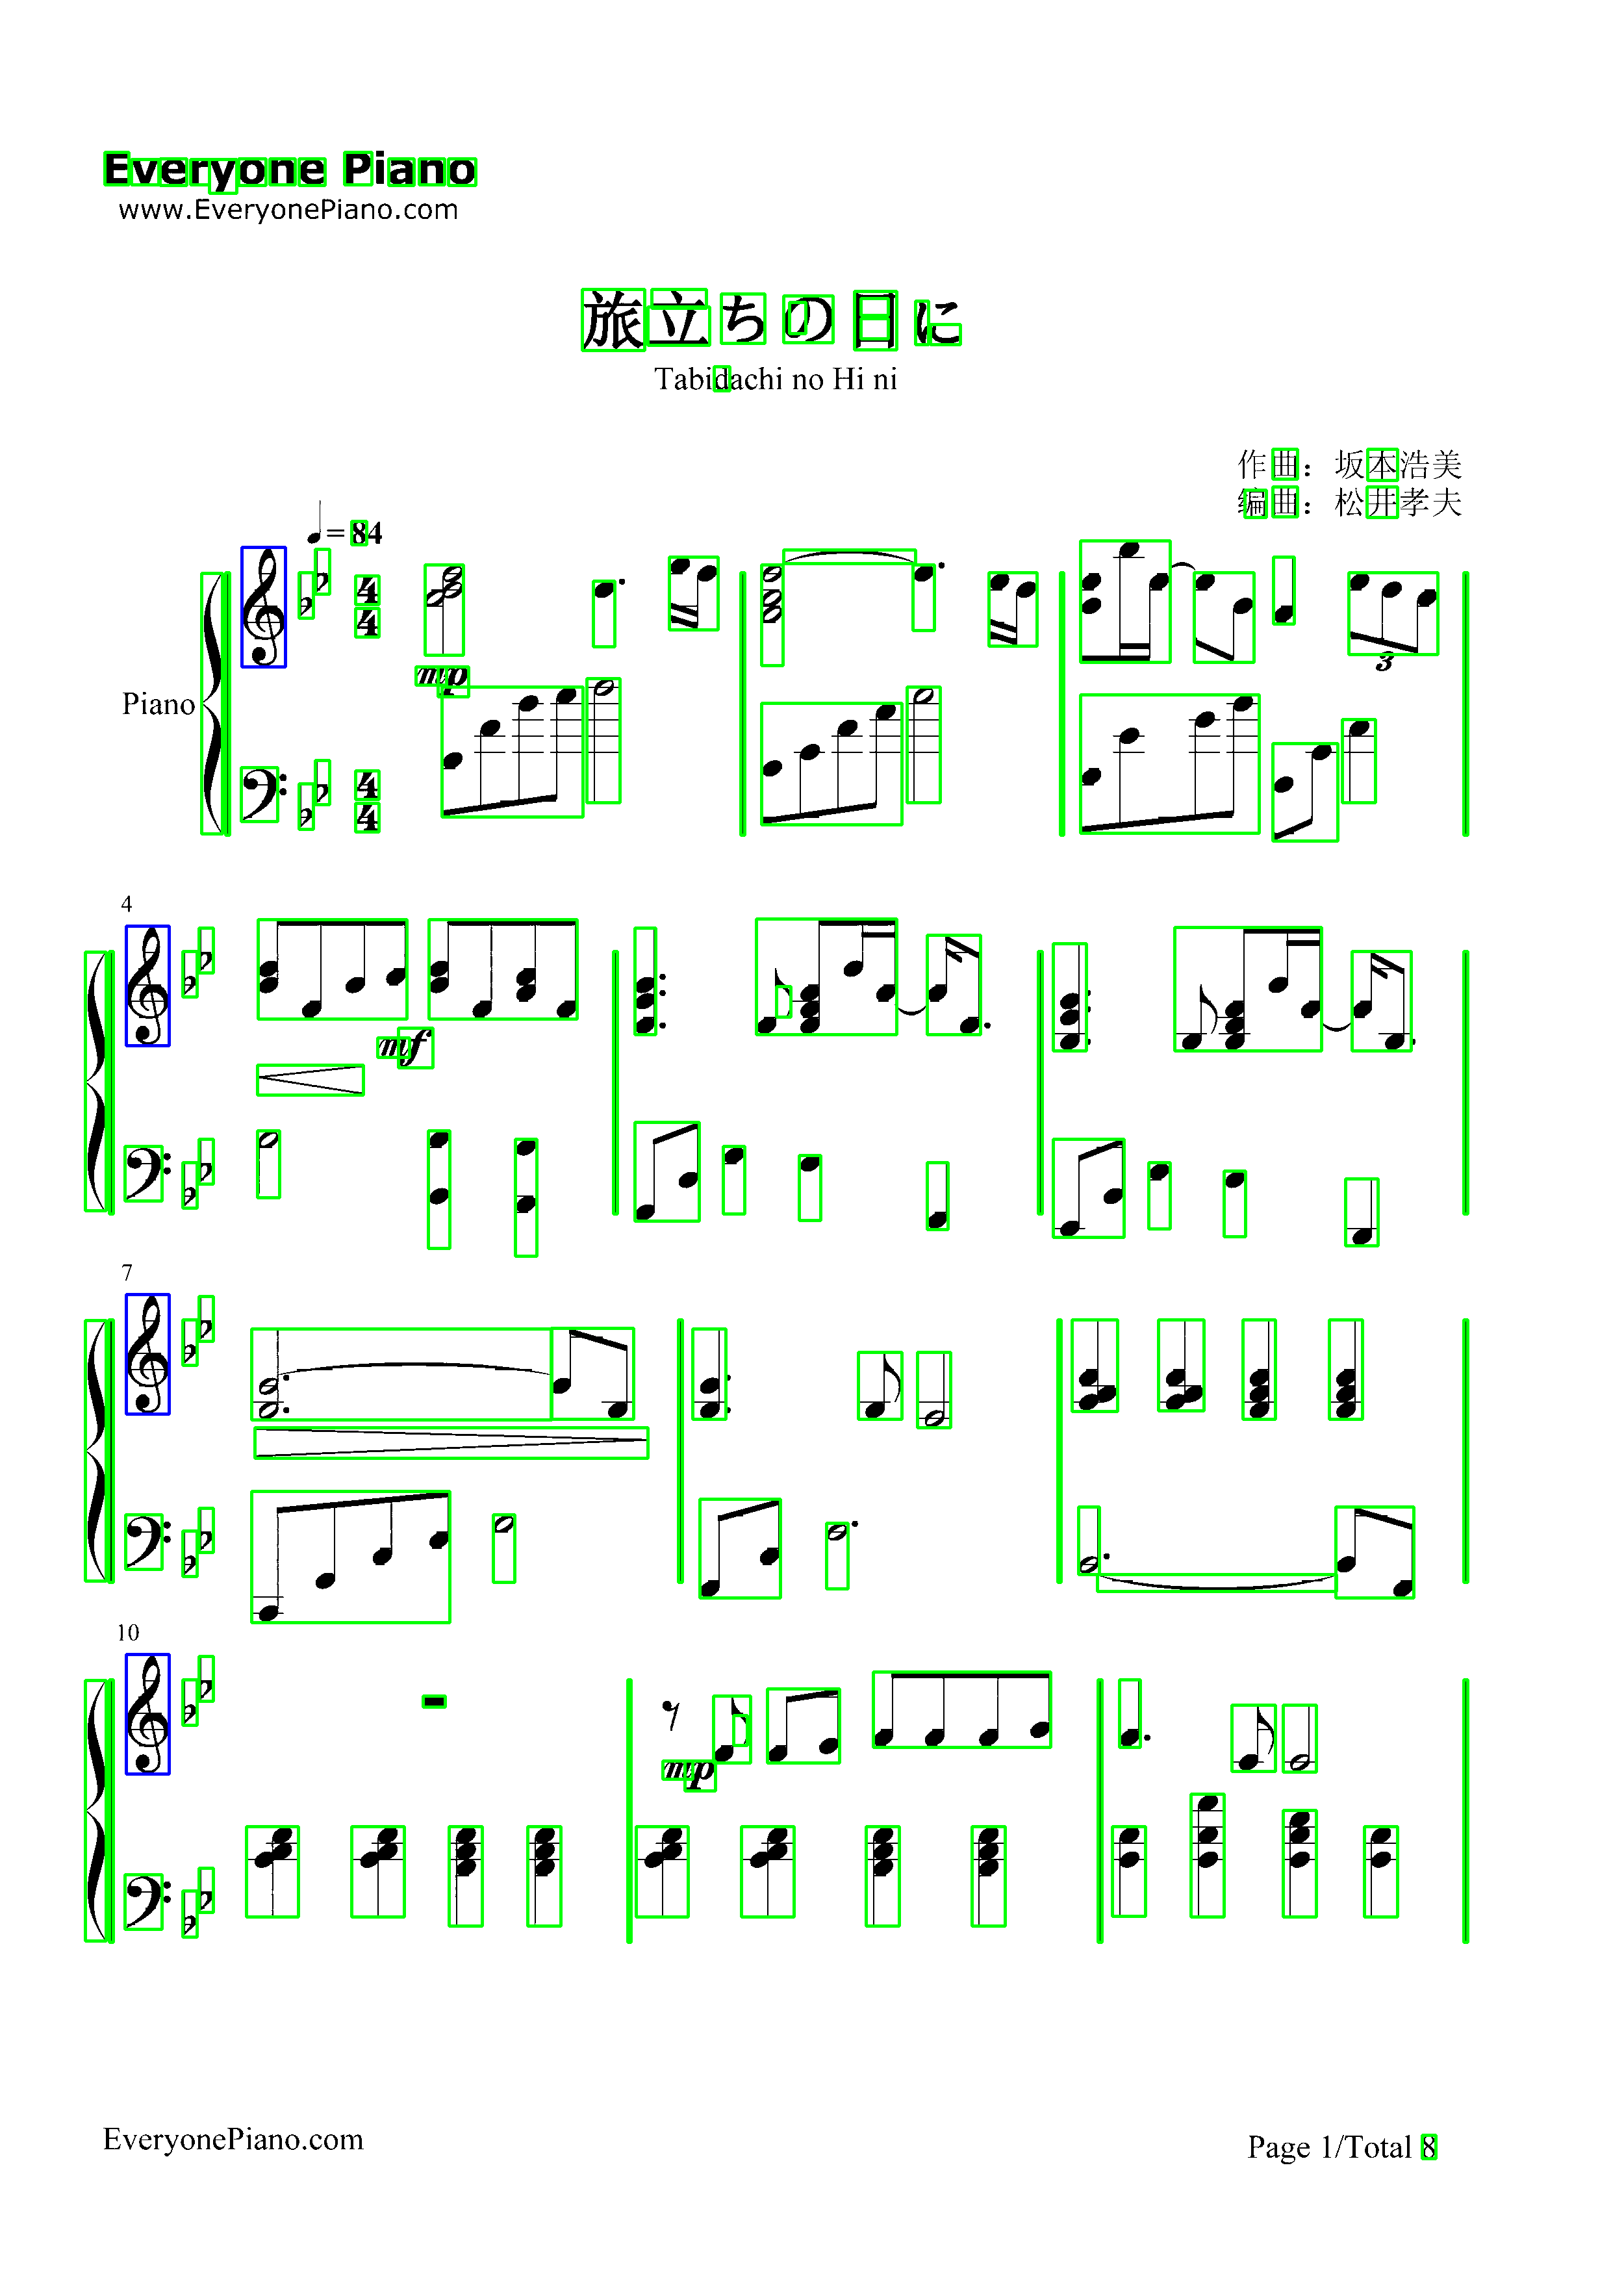 Everyone Piano
www.EveryonePiano.com
旅立ちの日に
Tabidachi no Hi ni
作曲：坂本浩美
编曲：松井孝夫
= 84
4
4
mp
3
Piano
4
4
4
mf
7
10
mp
EveryonePiano.com
Page 1/Total 8